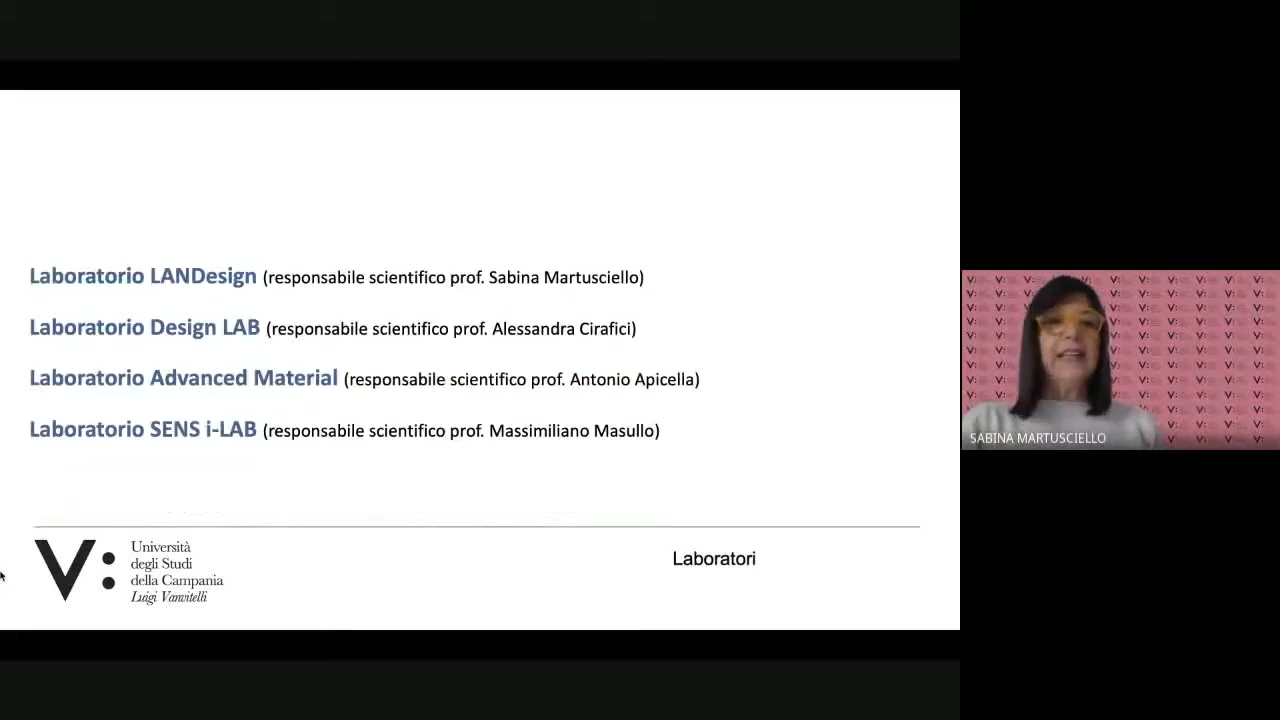 Laboratorio LANDesign (responsabile scientifico prof. Sabina Martusciello)
Laboratorio Design LAB (responsabile scientifico prof. Alessandra Cirafici)
Laboratorio Advanced Material (responsabile scientifico prof. Antonio Apicella)
Laboratorio SENS i-LAB (responsabile scientifico prof. Massimiliano Masullo)
V:
Università
degli Studi
della Campania
Luigi Vanvitelli
Laboratori
SABINA MARTUSCIELLO